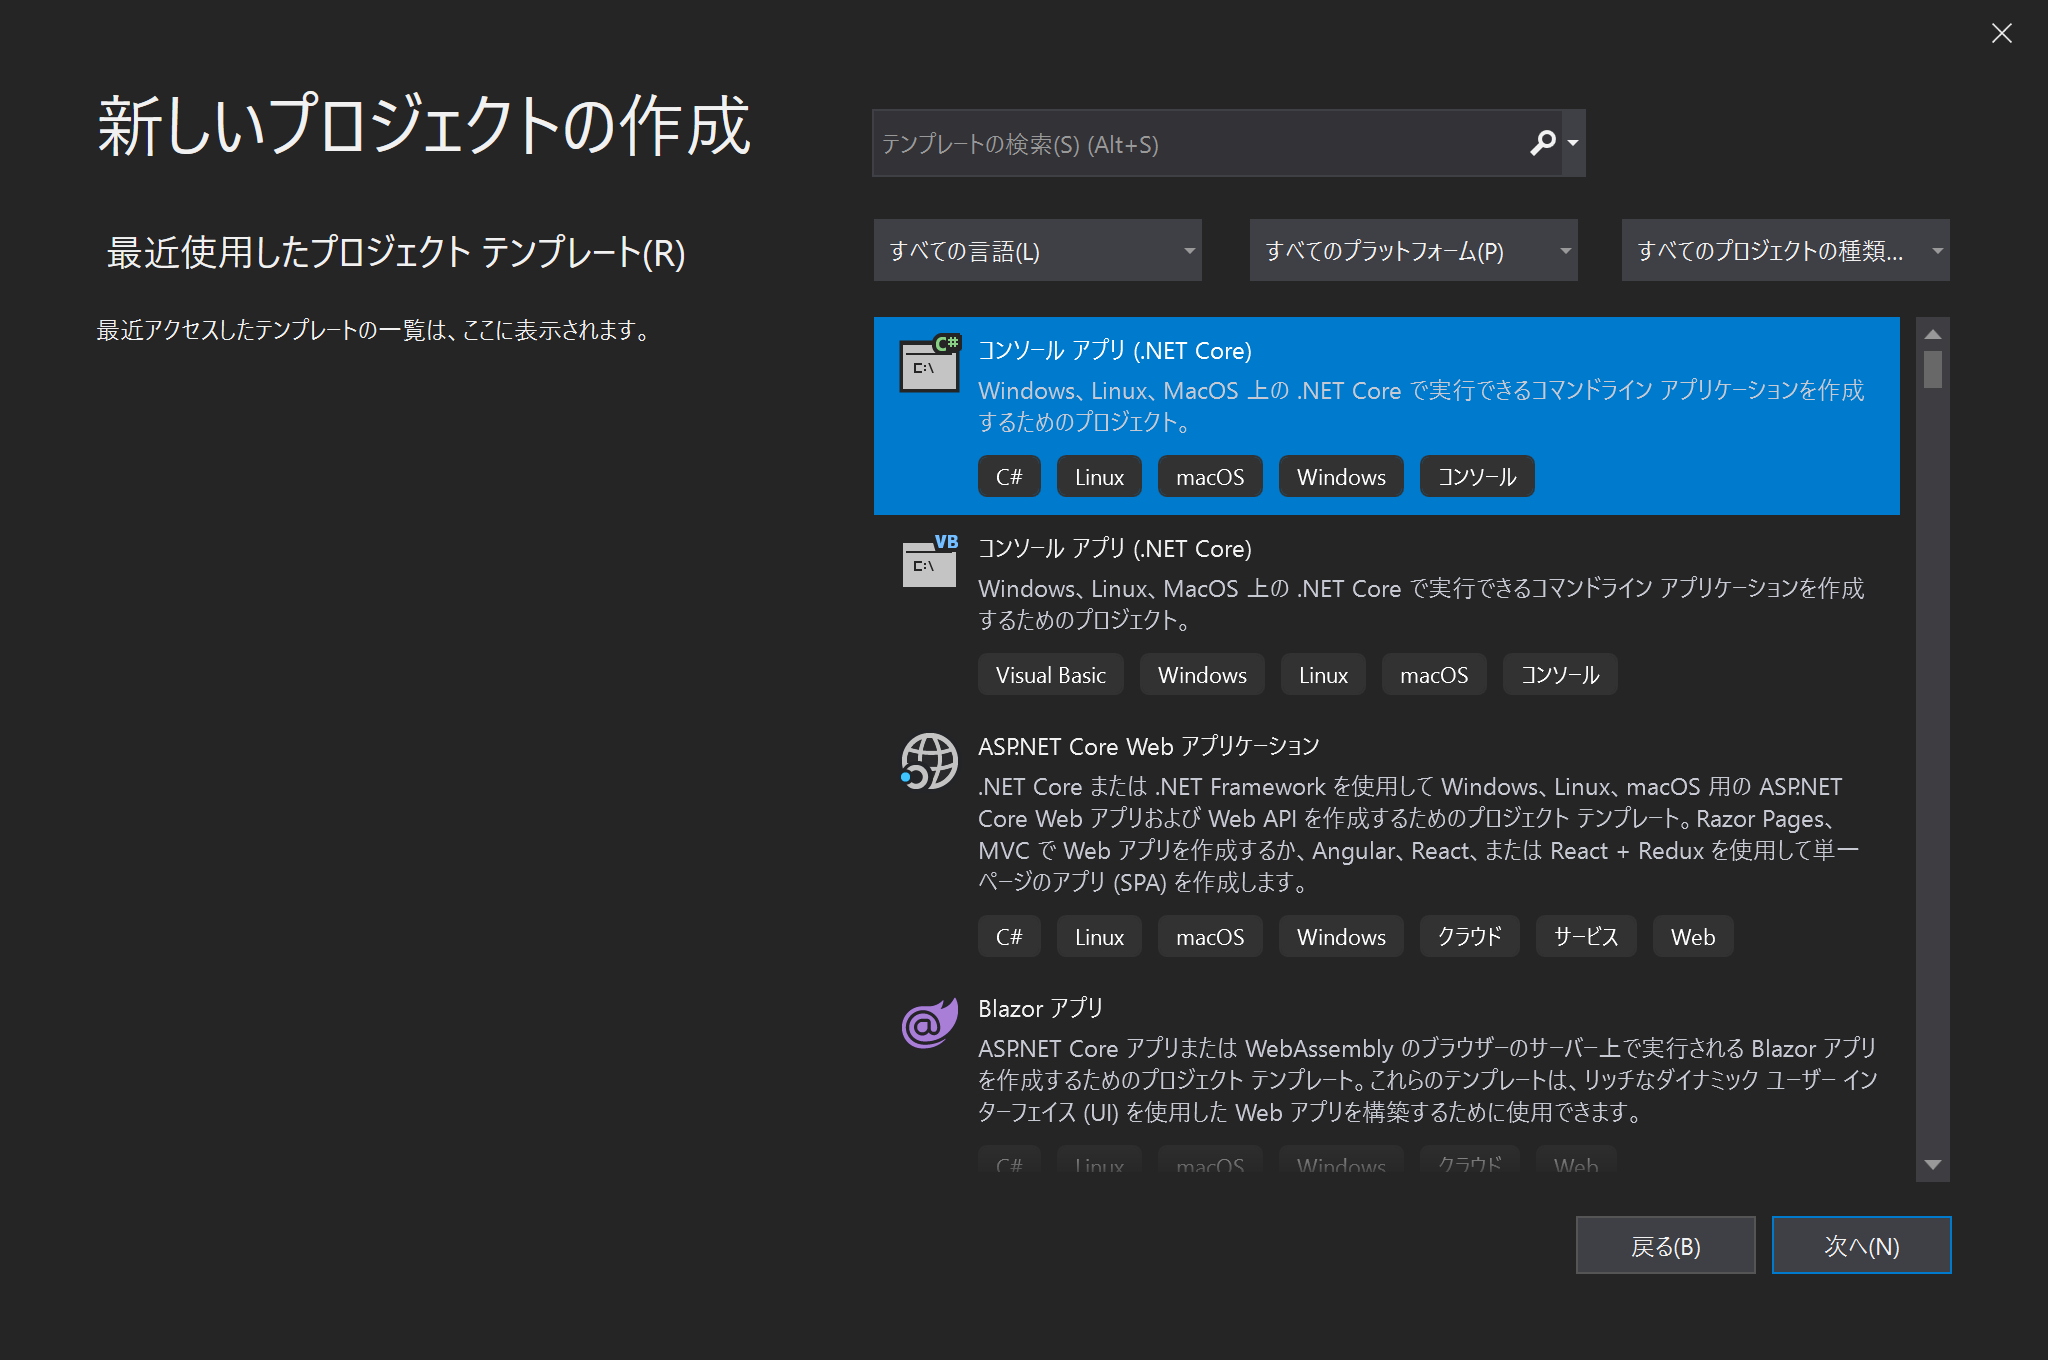 新しいプロジェクトの作成
最近使用したプロジェクト テンプレート(R)
最近アクセスしたテンプレートの一覧は、ここに表示されます。
テンプレートの検索(S) (Alt+S)
すべての言語(L)
すべてのプラットフォーム(P)
すべてのプロジェクトの種類...
C#
C:\
コンソール アプリ (.NET Core)
Windows、Linux、MacOS 上の .NET Core で実行できるコマンドライン アプリケーションを作成
するためのプロジェクト。
C# Linux macOS Windows コンソール
VB
C:\
コンソール アプリ (.NET Core)
Windows、Linux、MacOS 上の .NET Core で実行できるコマンドライン アプリケーションを作成
するためのプロジェクト。
Visual Basic Windows Linux macOS コンソール
ASP.NET Core Web アプリケーション
.NET Core または .NET Framework を使用して Windows、Linux、macOS 用の ASP.NET
Core Web アプリおよび Web API を作成するためのプロジェクト テンプレート。Razor Pages、
MVC で Web アプリを作成するか、Angular、React、または React + Redux を使用して単一
ページのアプリ (SPA) を作成します。
C# Linux macOS Windows クラウド サービス Web
@
Blazor アプリ
ASP.NET Core アプリまたは WebAssembly のブラウザーのサーバー上で実行される Blazor アプリ
を作成するためのプロジェクト テンプレート。これらのテンプレートは、リッチなダイナミック ユーザー イン
ターフェイス (UI) を使用した Web アプリを構築するために使用できます。
C# Linux macOS Windows クラウド Web
戻る(B)
次へ(N)